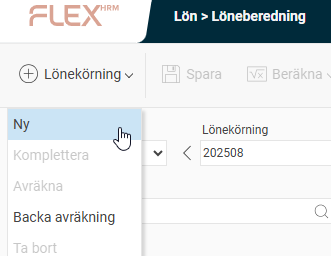 FLEX HRM
Lön > Löneberedning
Lönekörning
Spara
Beräkna
Ny
Komplettera
Avräkna
Backa avräkning
Ta bort
Lönekörning
202508